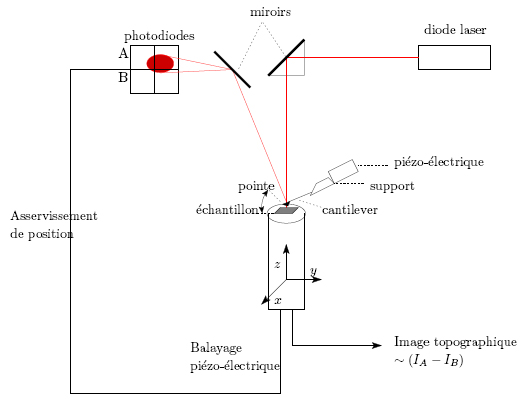 miroirs
photodiodes
diode laser
A
B
piézo-électrique
pointe
support
échantillon
cantilever
Asservissement
de position
z
y
x
Balayage
piézo-électrique
Image topographique
∼ (I_A − I_B)